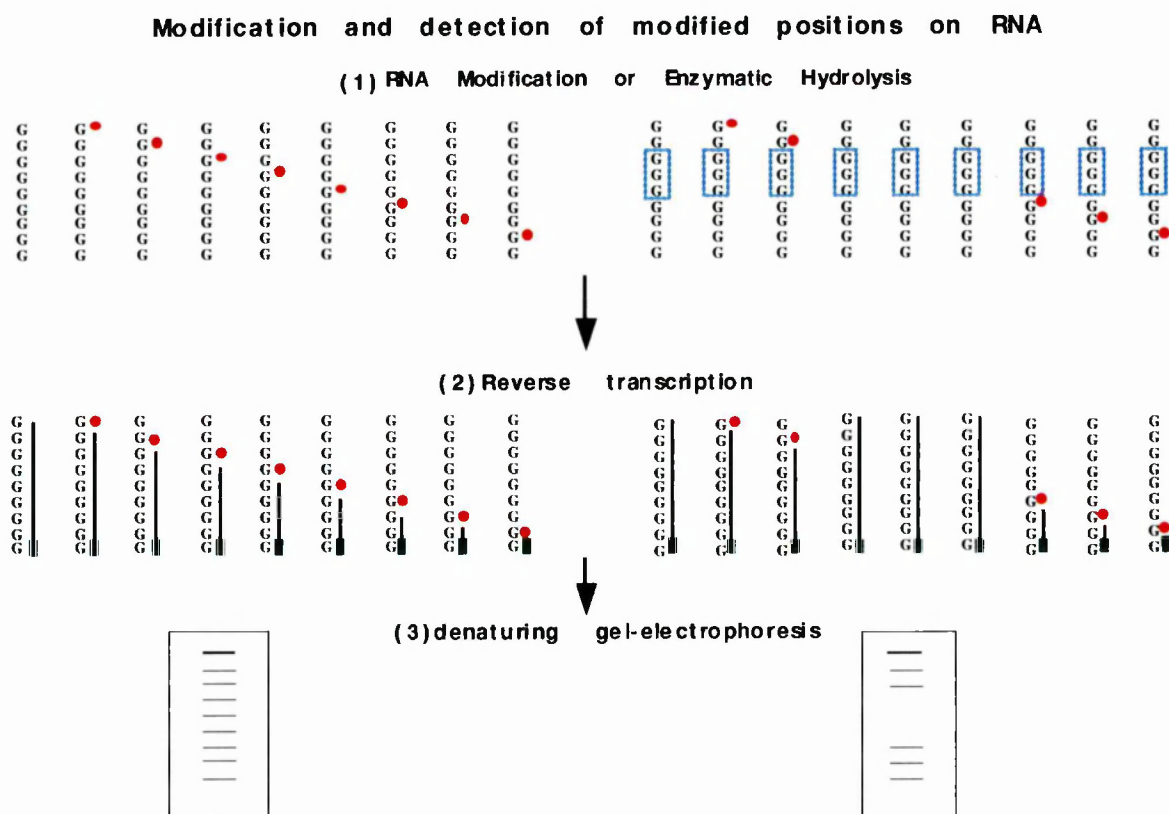 Modification and detection of modified positions on RNA
(1) RNA Modification or Enzymatic Hydrolysis
G G G G G G G G G G G G G G G G G G
G G G G G G G G G G G G G G G G G G
G G G G G G G G G G G G G G G G G G
G G G G G G G G G G G G G G G G G G
G G G G G G G G G G G G G G G G G G
G G G G G G G G G G G G G G G G G G
G G G G G G G G G G G G G G G G G G
G G G G G G G G G G G G G G G G G G
G G G G G G G G G G G G G G G G G G
(2) Reverse transcription
G G G G G G G G G G G G G G G G G G
G G G G G G G G G G G G G G G G G G
G G G G G G G G G G G G G G G G G G
G G G G G G G G G G G G G G G G G G
G G G G G G G G G G G G G G G G G G
G G G G G G G G G G G G G G G G G G
G G G G G G G G G G G G G G G G G G
G G G G G G G G G G G G G G G G G G
G G G G G G G G G G G G G G G G G G
(3) denaturing gel-electrophoresis